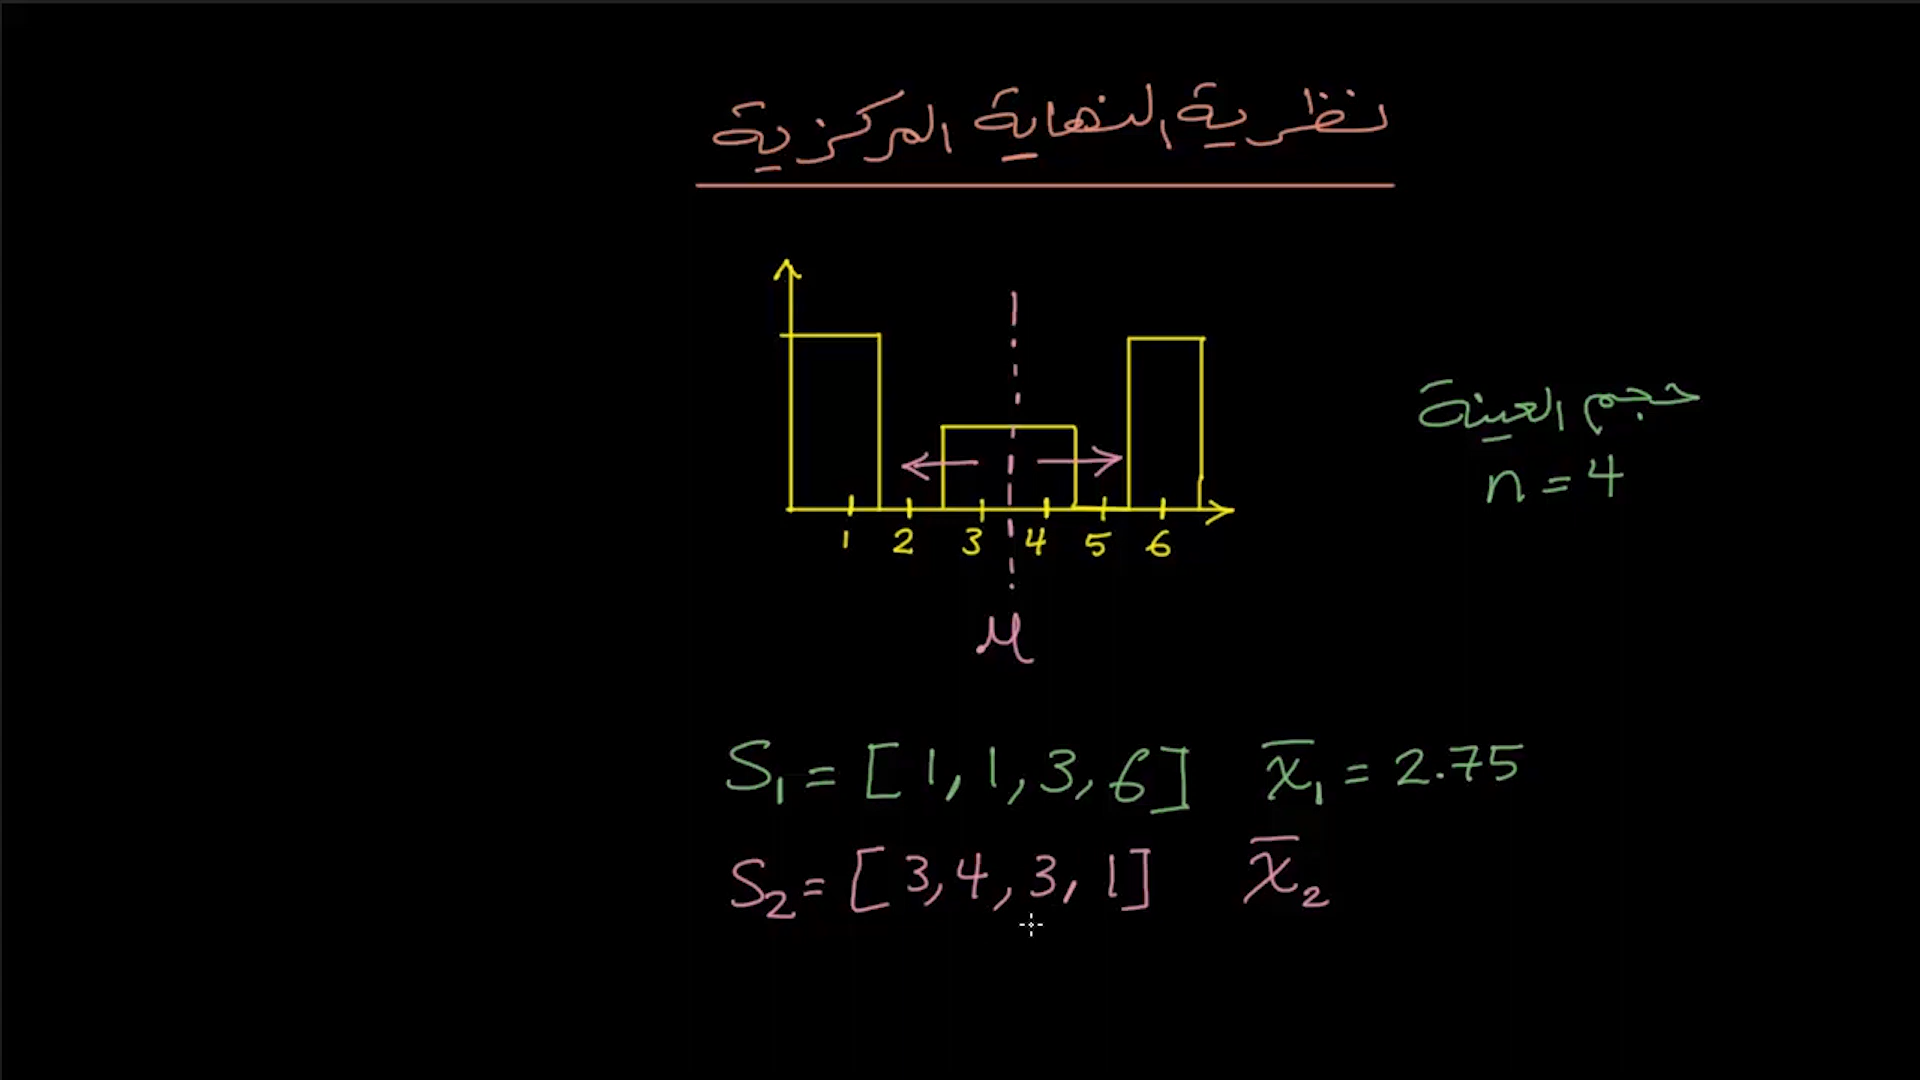 نظرية النهاية المركزية
1 2 3 4 5 6
μ
حجم العينة
n = 4
S₁ = [1, 1, 3, 6] x̄₁ = 2.75
S₂ = [3, 4, 3, 1] x̄₂